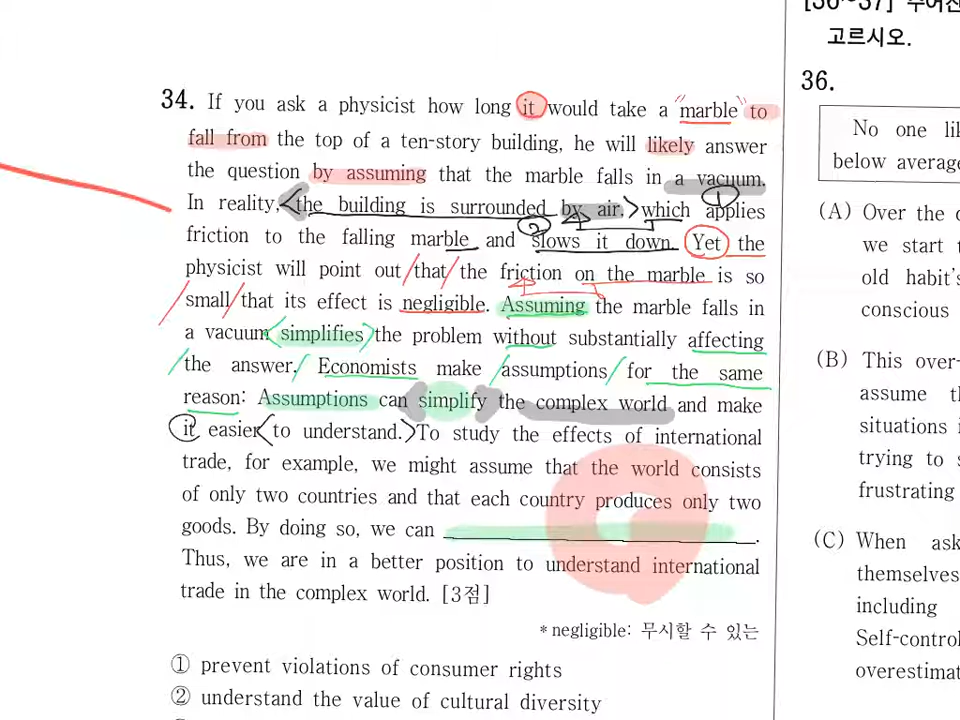 [36~37] 주어진
고르시오.
34. If you ask a physicist how long it would take a "marble" to
fall from the top of a ten-story building, he will likely answer
the question by assuming that the marble falls in a vacuum.
In reality, <the building is surrounded by air.> which applies ①
friction to the falling marble and slows it down. Yet the ②
physicist will point out / that / the friction on the marble is so
/ small / that its effect is negligible. Assuming the marble falls in
a vacuum <simplifies> the problem without substantially affecting
/ the answer. / Economists make / assumptions / for the same
reason: Assumptions can <simplify> the complex world and make
it easier <to understand.> To study the effects of international
trade, for example, we might assume that the world consists
of only two countries and that each country produces only two
goods. By doing so, we can ____________.
Thus, we are in a better position to understand international
trade in the complex world. [3점]
* negligible: 무시할 수 있는
① prevent violations of consumer rights
② understand the value of cultural diversity
36.
No one
below average
(A) Over the
we start
old habit's
conscious
(B) This over-
assume
situations
trying to
frustrating
(C) When ask
themselves
including
Self-control